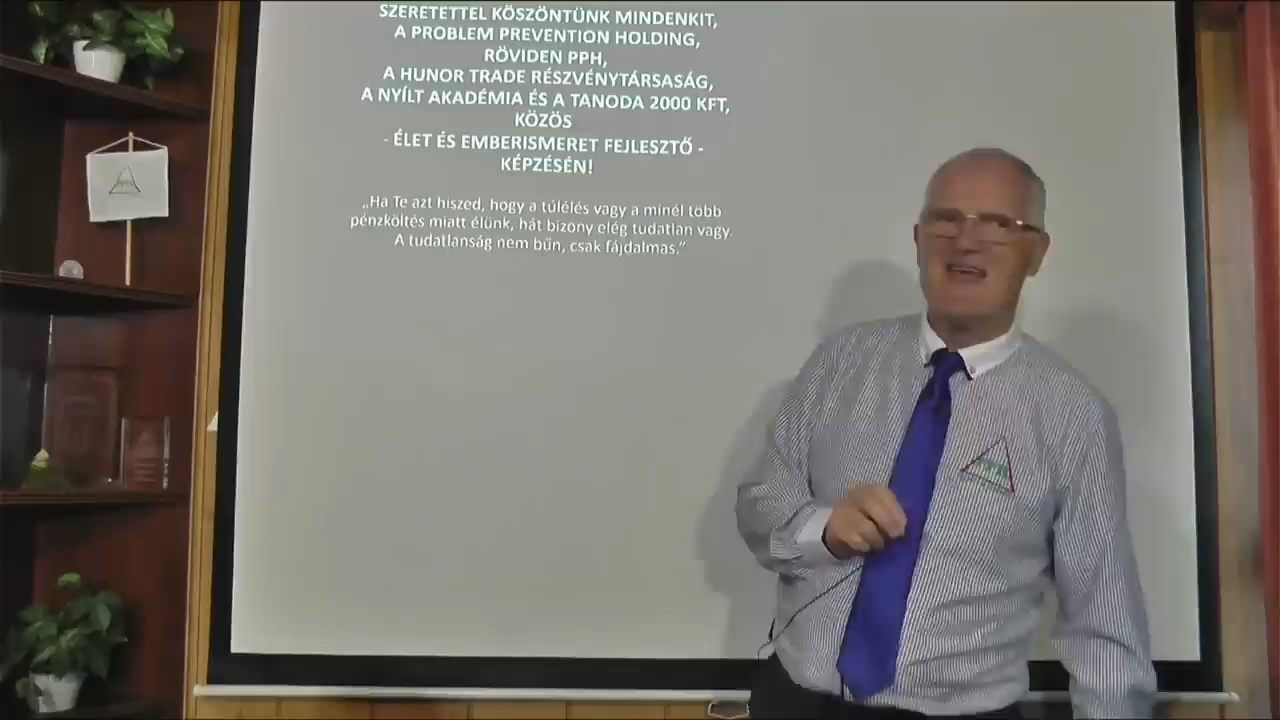 SZERETETTEL KÖSZÖNTÜNK MINDENKIT,
A PROBLEM PREVENTION HOLDING,
RÖVIDEN PPH,
A HUNOR TRADE RÉSZVÉNYTÁRSASÁG,
A NYÍLT AKADÉMIA ÉS A TANODA 2000 KFT,
KÖZÖS
- ÉLET ÉS EMBERISMERET FEJLESZTŐ -
KÉPZÉSÉN!
„Ha Te azt hiszed, hogy a túlélés vagy a minél több
pénzköltés miatt élünk, hát bizony elég tudatlan vagy.
A tudatlanság nem bűn, csak fájdalmas.”